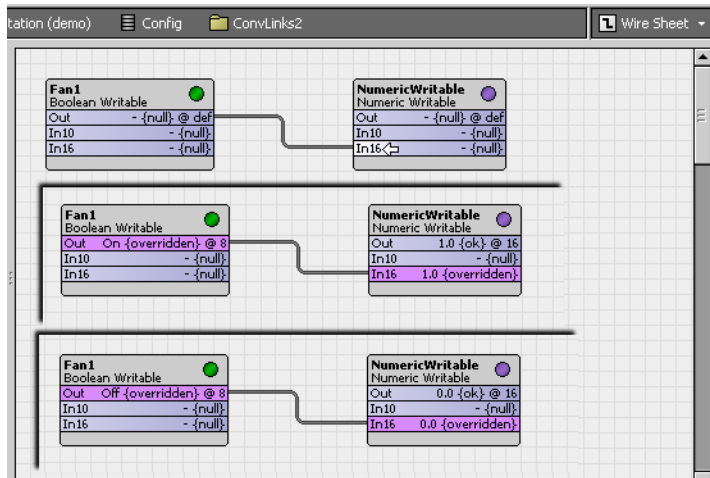 tation (demo) Config ConvLinks2 Wire Sheet
Fan1
Boolean Writable
Out - {null} @ def
In10 - {null}
In16 - {null}
NumericWritable
Numeric Writable
Out - {null} @ def
In10 - {null}
In16 - {null}
Fan1
Boolean Writable
Out On {overridden} @ 8
In10 - {null}
In16 - {null}
NumericWritable
Numeric Writable
Out 1.0 {ok} @ 16
In10 - {null}
In16 1.0 {overridden}
Fan1
Boolean Writable
Out Off {overridden} @ 8
In10 - {null}
In16 - {null}
NumericWritable
Numeric Writable
Out 0.0 {ok} @ 16
In10 - {null}
In16 0.0 {overridden}